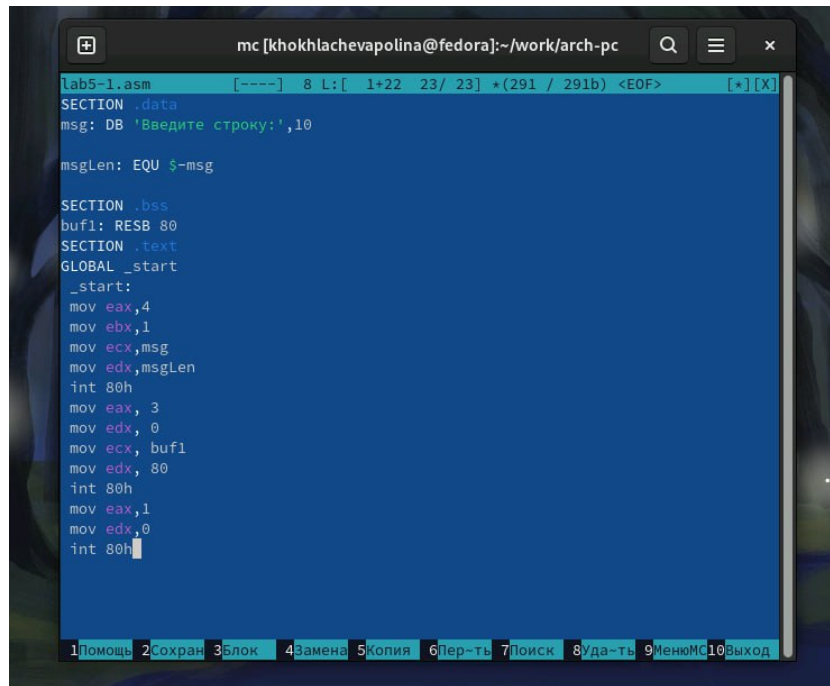 mc [khokhlachevapolina@fedora]:~/work/arch-pc
lab5-1.asm [----] 8 L:[ 1+22 23/ 23] *(291 / 291b) <EOF> [*][X]
SECTION .data
msg: DB 'Введите строку:',10
msgLen: EQU $-msg
SECTION .bss
buf1: RESB 80
SECTION .text
GLOBAL _start
_start:
mov eax,4
mov ebx,1
mov ecx,msg
mov edx,msgLen
int 80h
mov eax, 3
mov edx, 0
mov ecx, buf1
mov edx, 80
int 80h
mov eax,1
mov edx,0
int 80h
1Помощь 2Сохран 3Блок 4Замена 5Копия 6Пер~ть 7Поиск 8Уда~ть 9МенюMC 10Выход